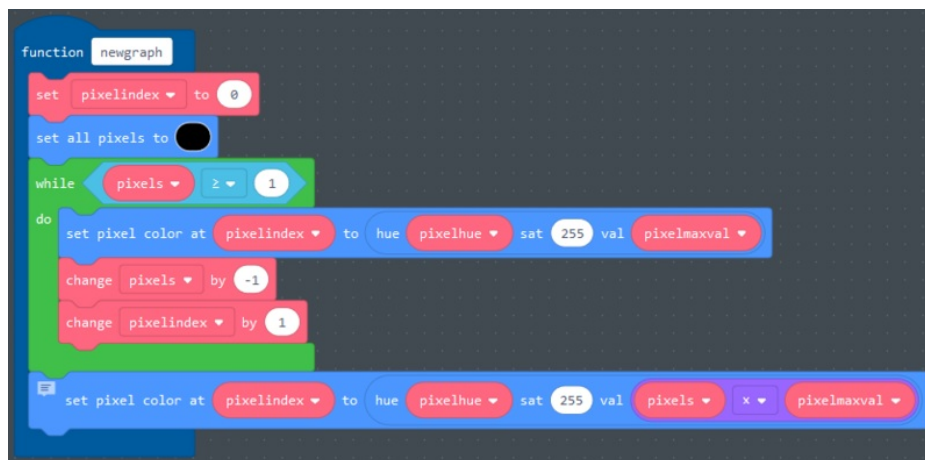 function newgraph
set pixelindex to 0
set all pixels to
while pixels ≥ 1
do
set pixel color at pixelindex to hue pixelhue sat 255 val pixelmaxval
change pixels by -1
change pixelindex by 1
set pixel color at pixelindex to hue pixelhue sat 255 val pixels x pixelmaxval